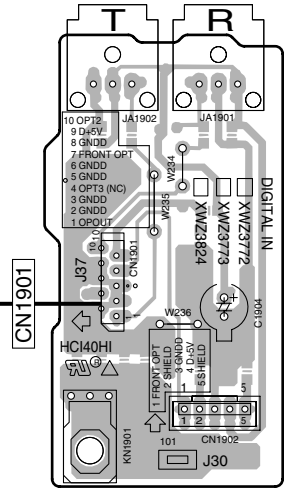 T
R
10 OPT2
9 D+5V
8 GNDD
7 FRONT OPT
6 GNDD
5 GNDD
4 OPT3 (NC)
3 GNDD
2 GNDD
1 OPOUT
JA1902
JA1901
W234
W235
DIGITAL IN
XWZ3772
XWZ3773
XWZ3824
J37
10
10
CN1901
1
CN1901
C1904
+
W236
HCI40HI
R
1 FRONT OPT
2 SHIELD
3 GNDD
4 D+5V
5 SHIELD
1
5
1
2
5
CN1902
KN1901
101
J30